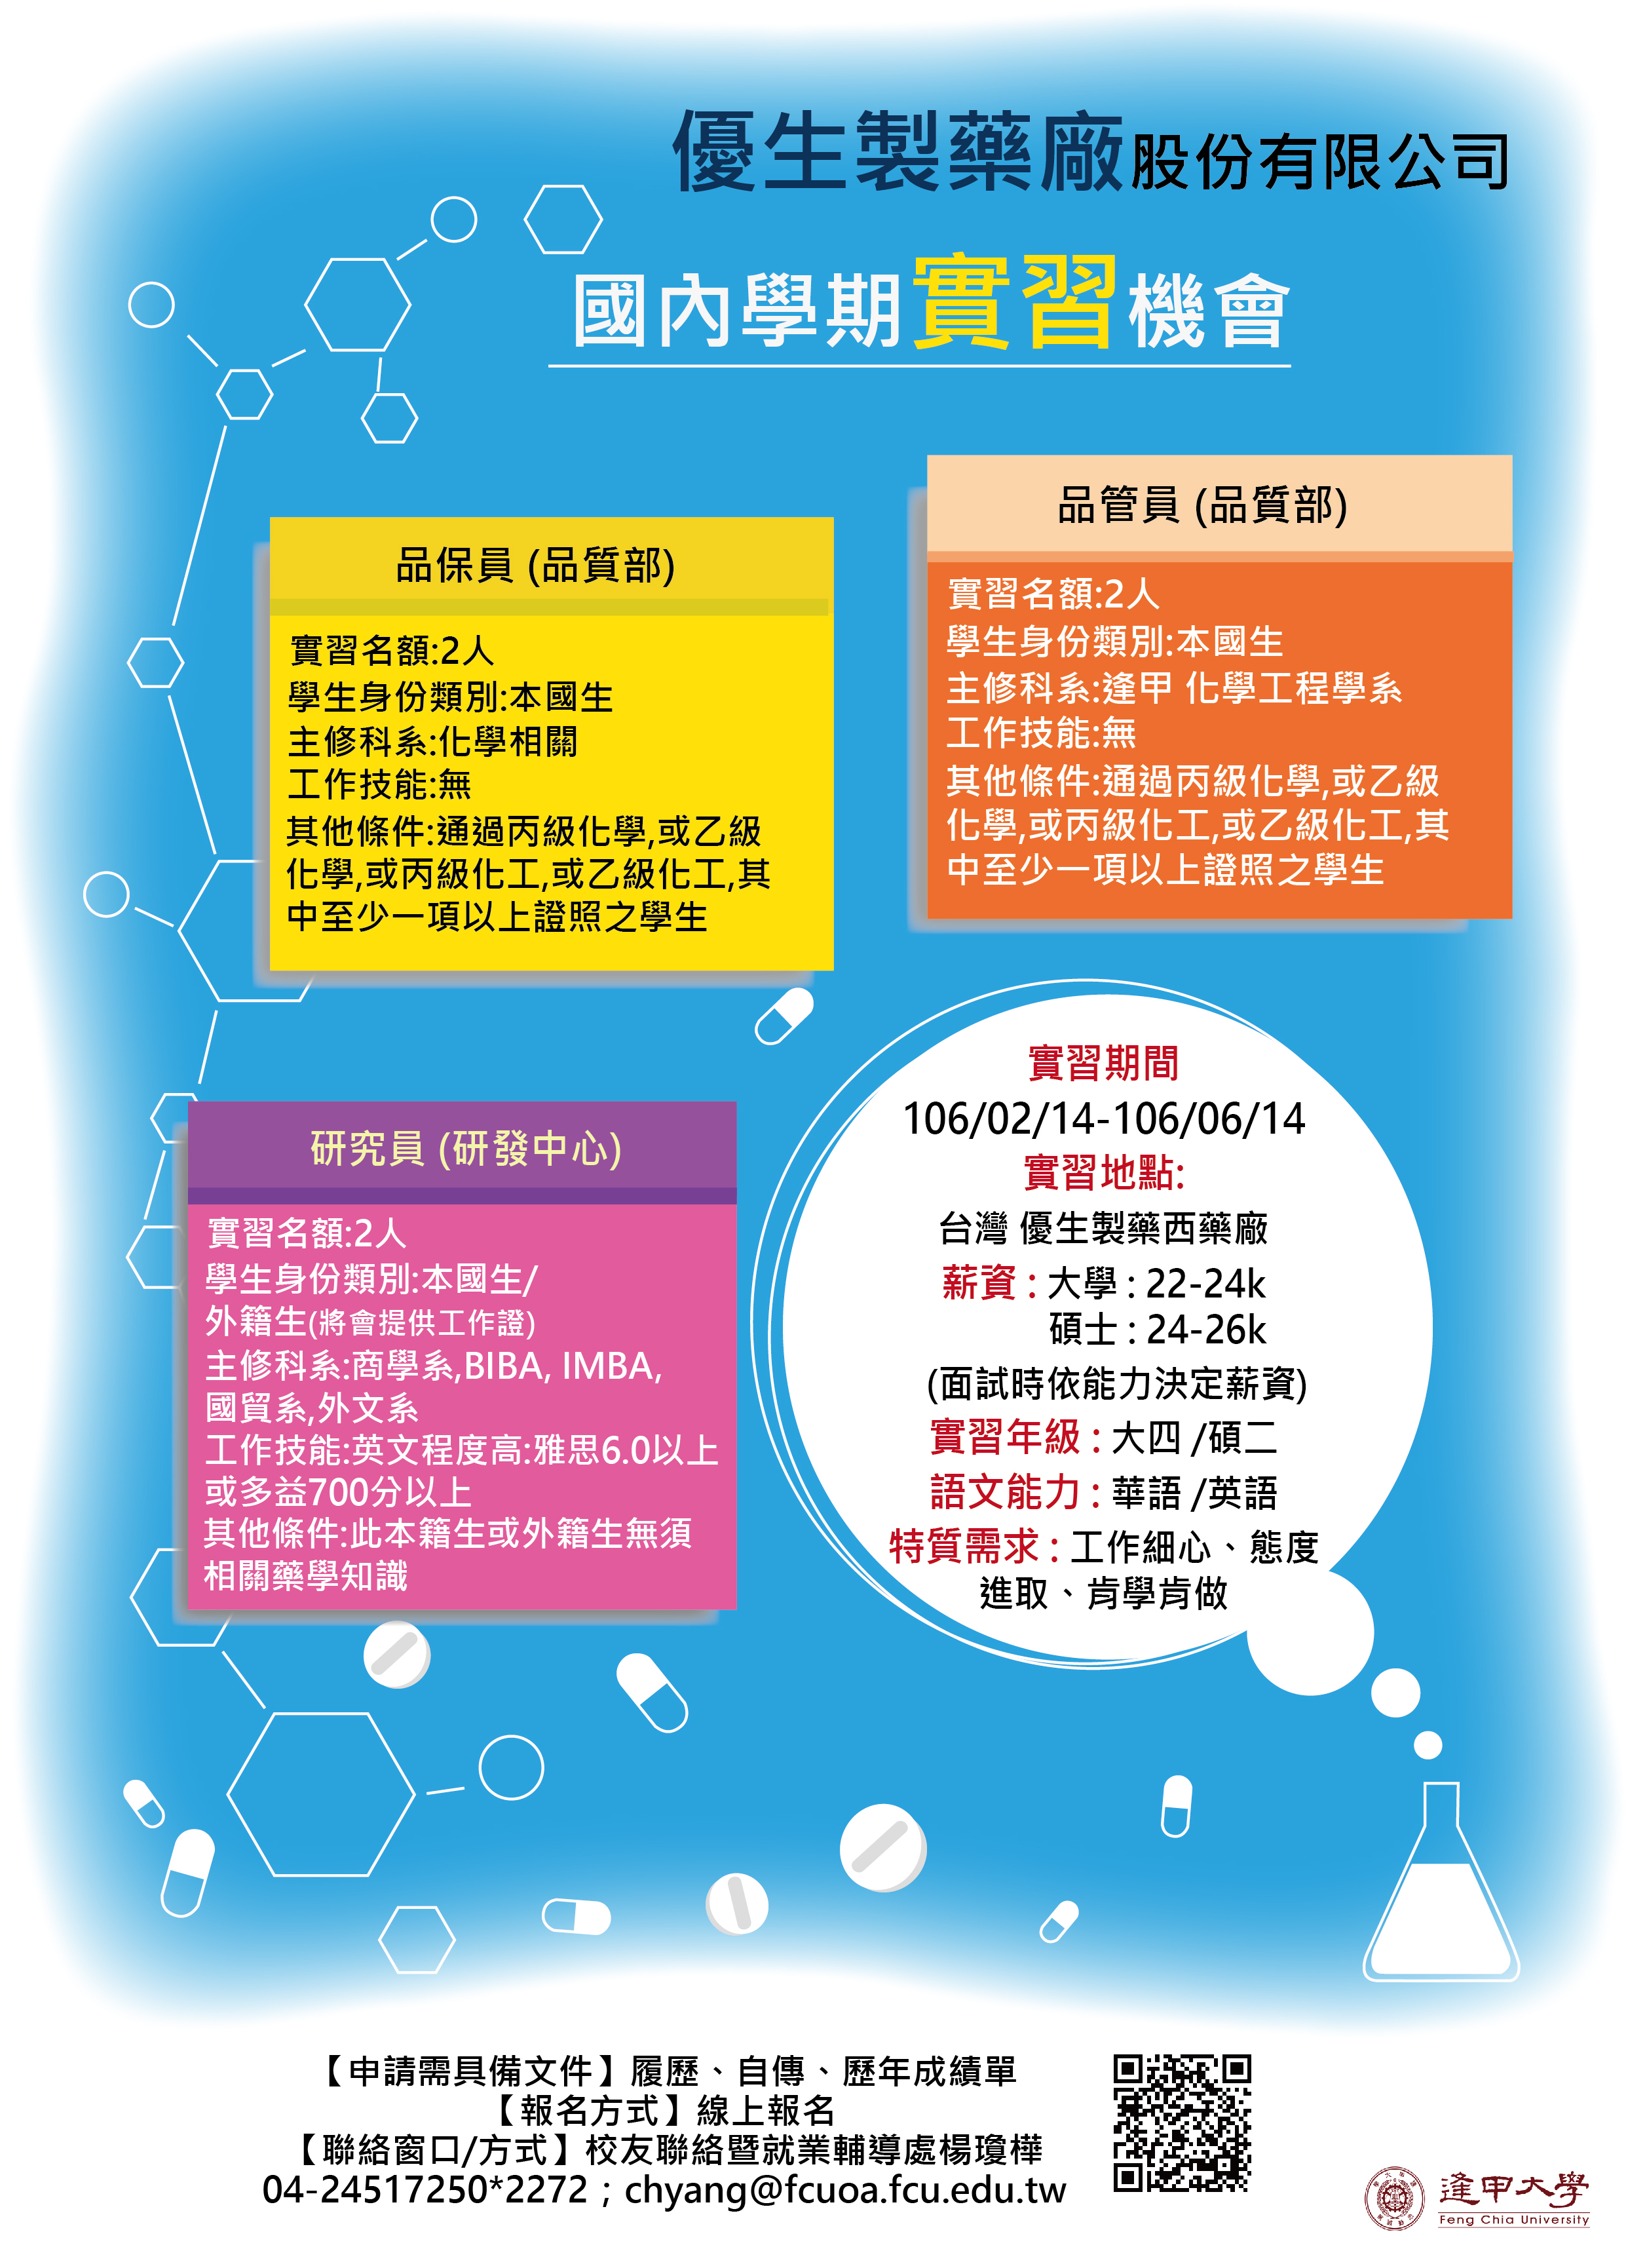 優生製藥廠股份有限公司
國內學期實習機會
品保員 (品質部)
實習名額:2人
學生身份類別:本國生
主修科系:化學相關
工作技能:無
其他條件:通過丙級化學,或乙級
化學,或丙級化工,或乙級化工,其
中至少一項以上證照之學生
品管員 (品質部)
實習名額:2人
學生身份類別:本國生
主修科系:逢甲 化學工程學系
工作技能:無
其他條件:通過丙級化學,或乙級
化學,或丙級化工,或乙級化工,其
中至少一項以上證照之學生
研究員 (研發中心)
實習名額:2人
學生身份類別:本國生/
外籍生(將會提供工作證)
主修科系:商學系,BIBA, IMBA,
國貿系,外文系
工作技能:英文程度高:雅思6.0以上
或多益700分以上
其他條件:此本籍生或外籍生無須
相關藥學知識
實習期間
106/02/14-106/06/14
實習地點:
台灣 優生製藥西藥廠
薪資 : 大學 : 22-24k
碩士 : 24-26k
(面試時依能力決定薪資)
實習年級 : 大四 /碩二
語文能力 : 華語 /英語
特質需求 : 工作細心、態度
進取、肯學肯做
【申請需具備文件】履歷、自傳、歷年成績單
【報名方式】線上報名
【聯絡窗口/方式】校友聯絡暨就業輔導處楊瓊樺
04-24517250*2272；chyang@fcuoa.fcu.edu.tw
逢甲大學
Feng Chia University